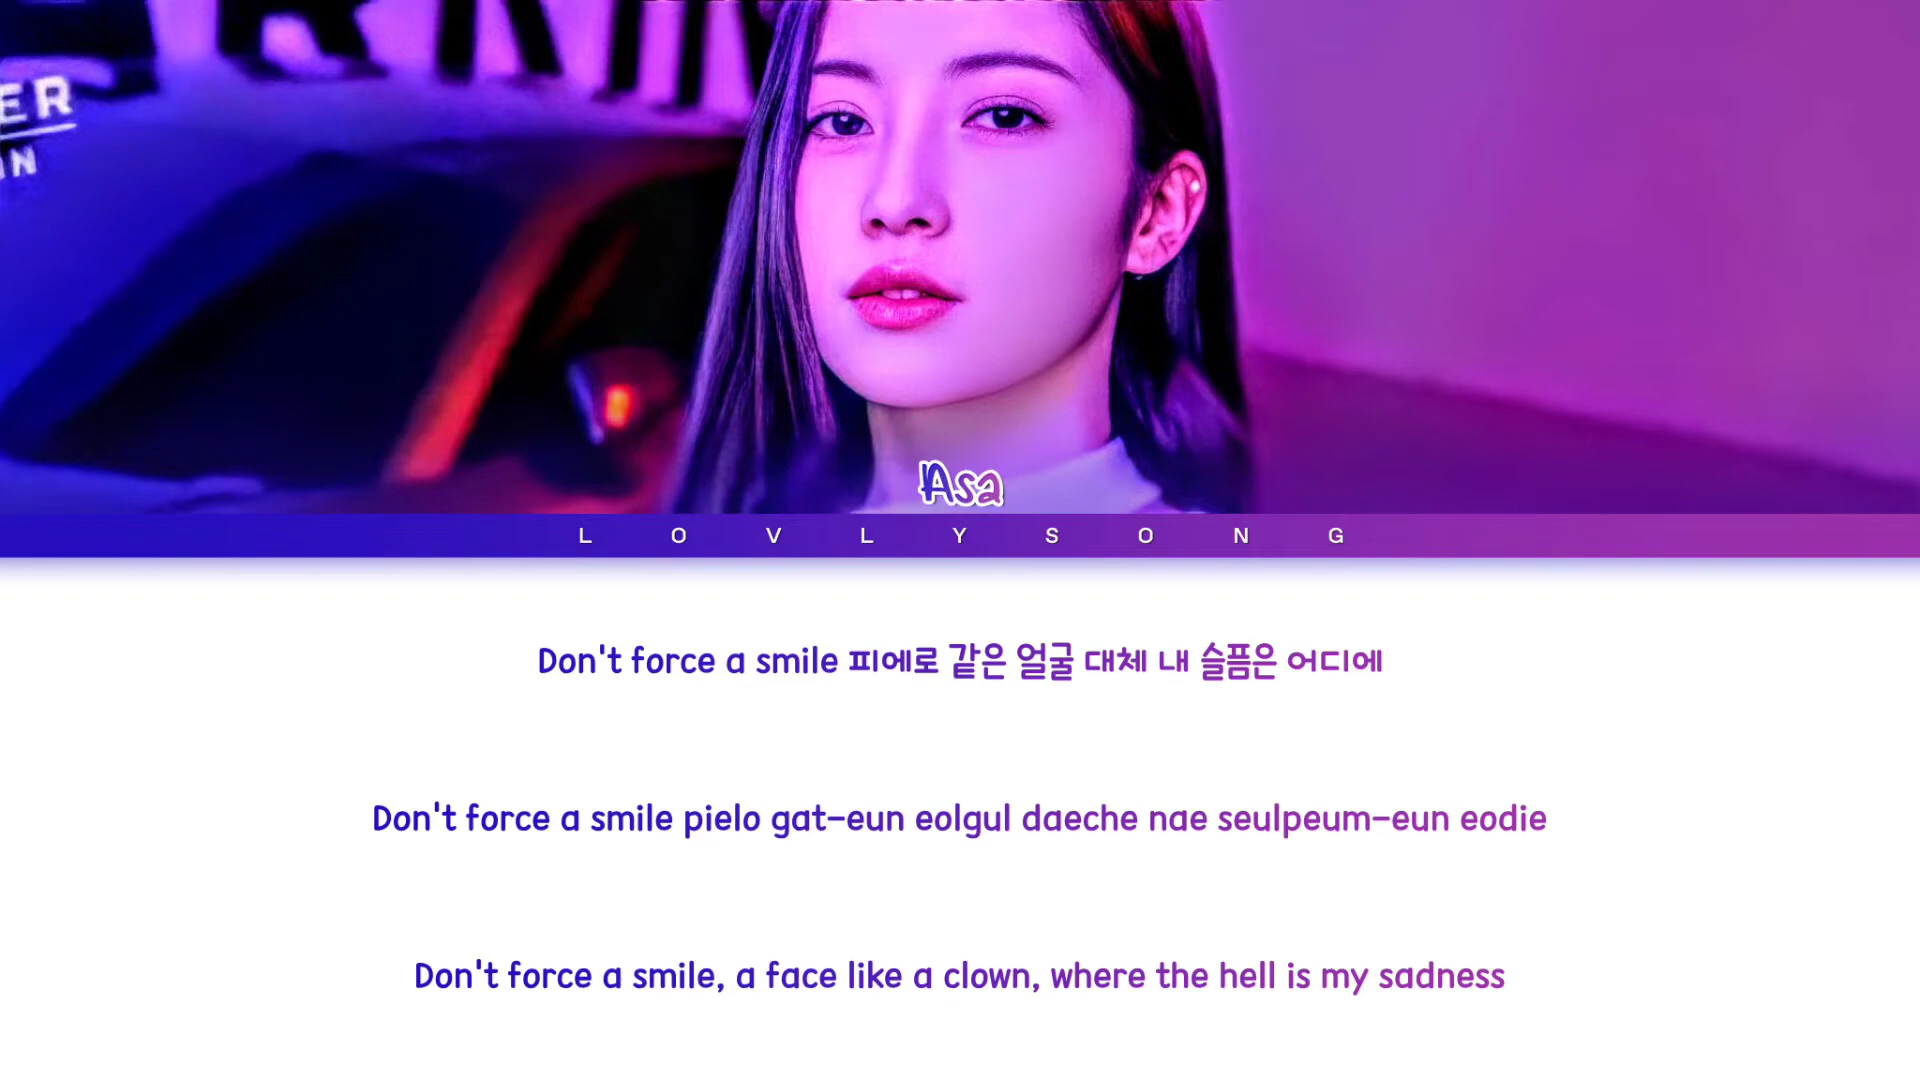 ER
IN
Asa
LOVLYSONG
Don't force a smile 피에로 같은 얼굴 대체 내 슬픔은 어디에
Don't force a smile pielo gat-eun eolgul daeche nae seulpeum-eun eodie
Don't force a smile, a face like a clown, where the hell is my sadness